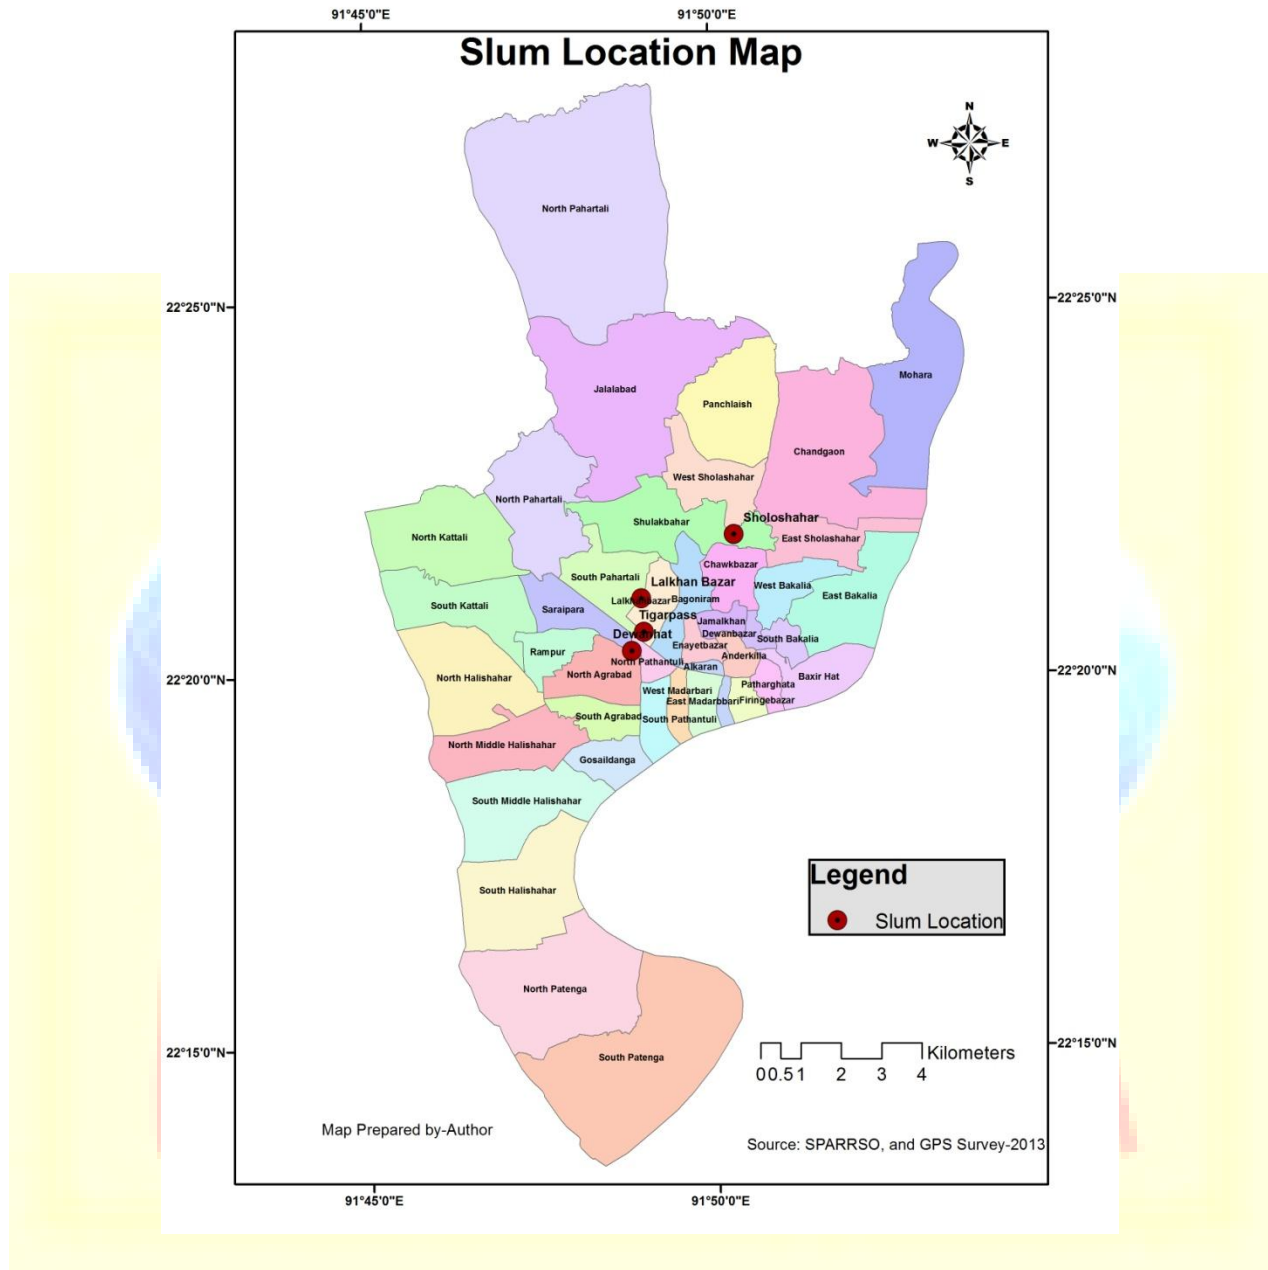 91°45'0"E
91°50'0"E
Slum Location Map
N
W
E
S
North Pahartali
22°25'0"N
22°25'0"N
Mohara
Jalalabad
Panchlaish
Chandgaon
West Sholashahar
North Pahartali
Sholoshahar
Shulakbahar
North Kattali
East Sholashahar
Chawkbazar
South Pahartali
Lalkhan Bazar
West Bakalia
East Bakalia
Lalkhanbazar
Bagoniram
South Kattali
Saraipara
Tigarpass
Jamalkhan
Dewanhat
Dewanbazar
South Bakalia
Enayetbazar
Rampur
Anderkilla
North Pathantuli
Alkaran
North Agrabad
North Halishahar
Baxir Hat
22°20'0"N
22°20'0"N
Patharghata
West Madarbari
East Madarbbari
Firingebazar
South Agrabad
South Pathantuli
North Middle Halishahar
Gosaildanga
South Middle Halishahar
Legend
South Halishahar
Slum Location
North Patenga
22°15'0"N
22°15'0"N
Kilometers
South Patenga
0 0.5 1 2 3 4
Map Prepared by-Author
Source: SPARRSO, and GPS Survey-2013
91°45'0"E
91°50'0"E